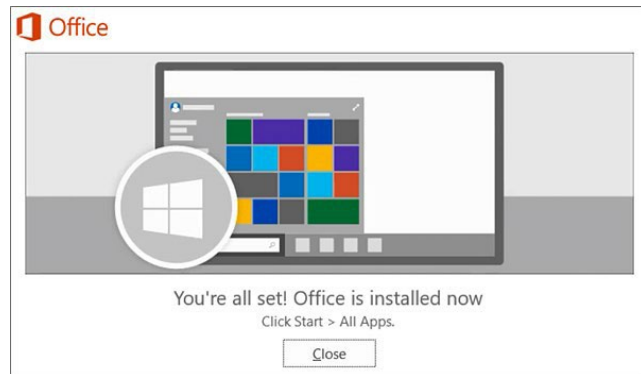 Office
You're all set! Office is installed now
Click Start > All Apps.
Close